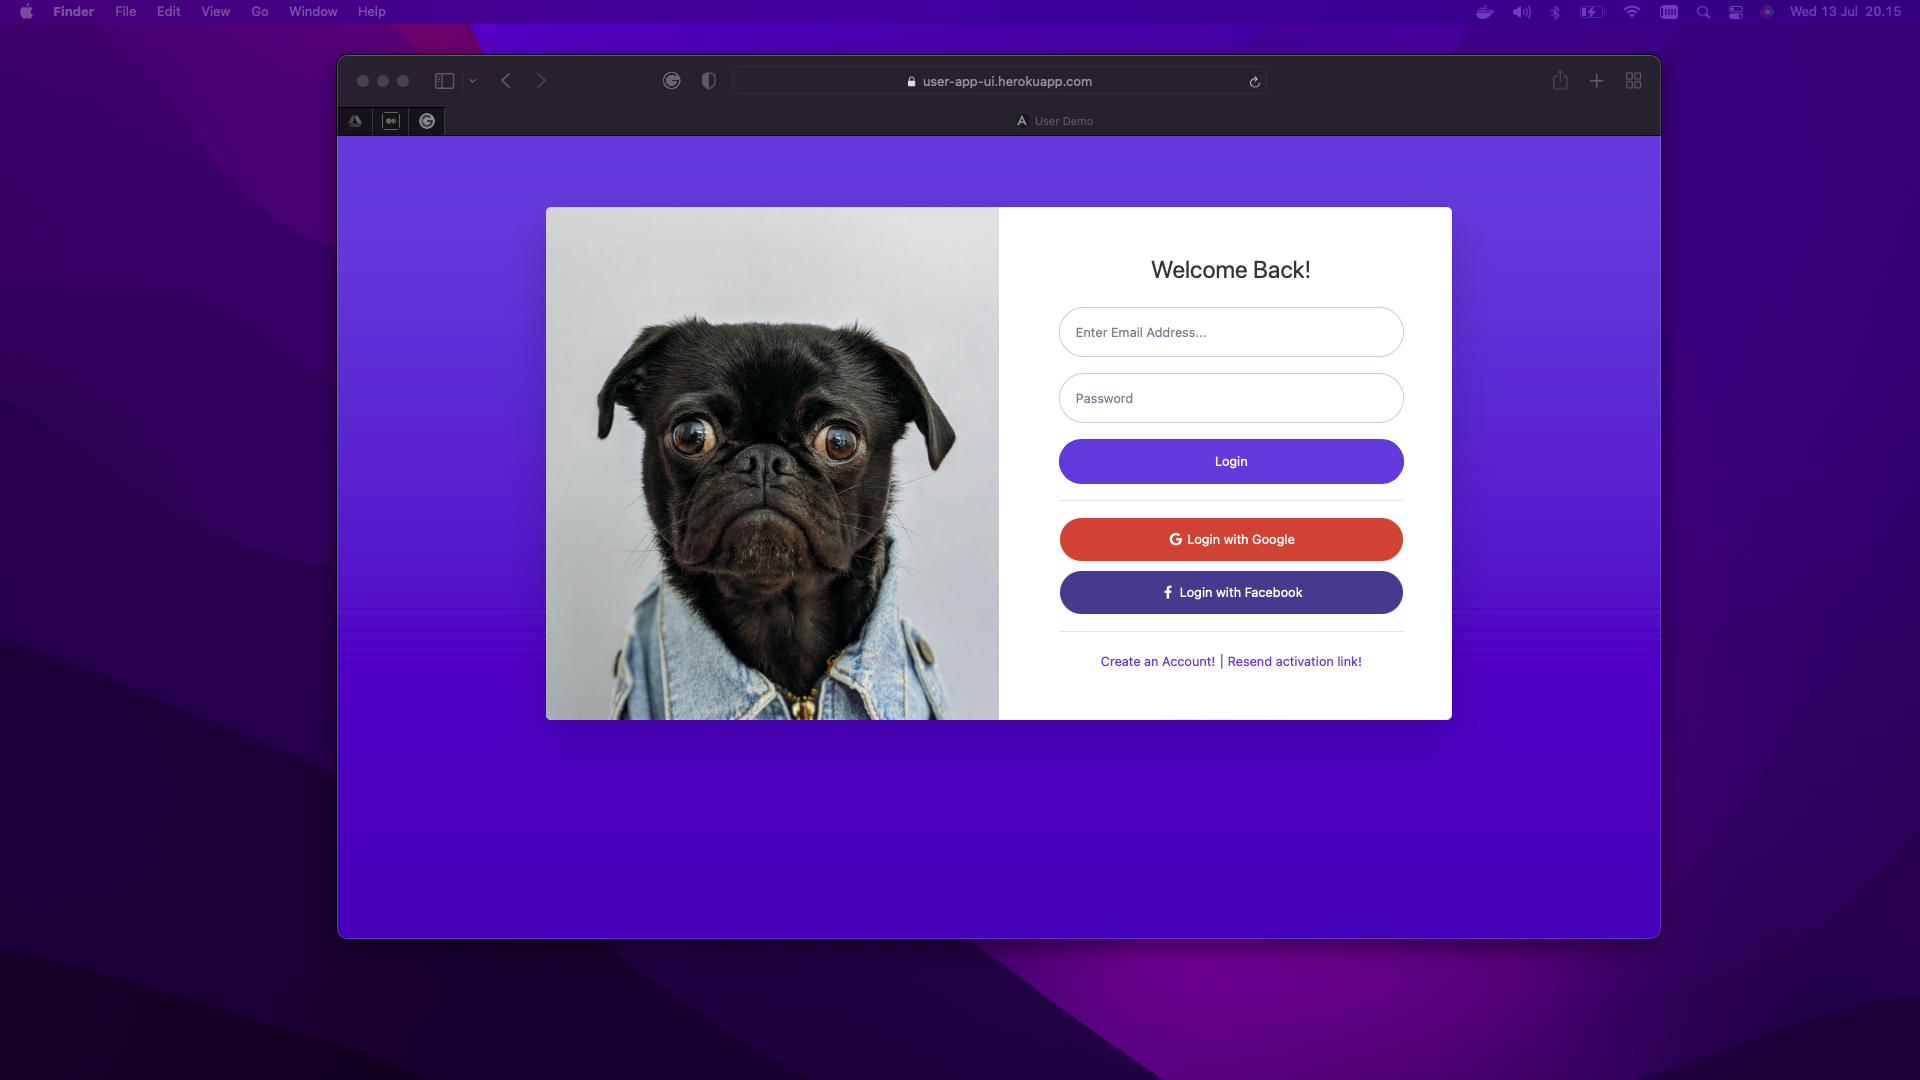 Finder File Edit View Go Window Help Wed 13 Jul 20.15
user-app-ui.herokuapp.com
User Demo
Welcome Back!
Enter Email Address...
Password
Login
Login with Google
Login with Facebook
Create an Account! | Resend activation link!